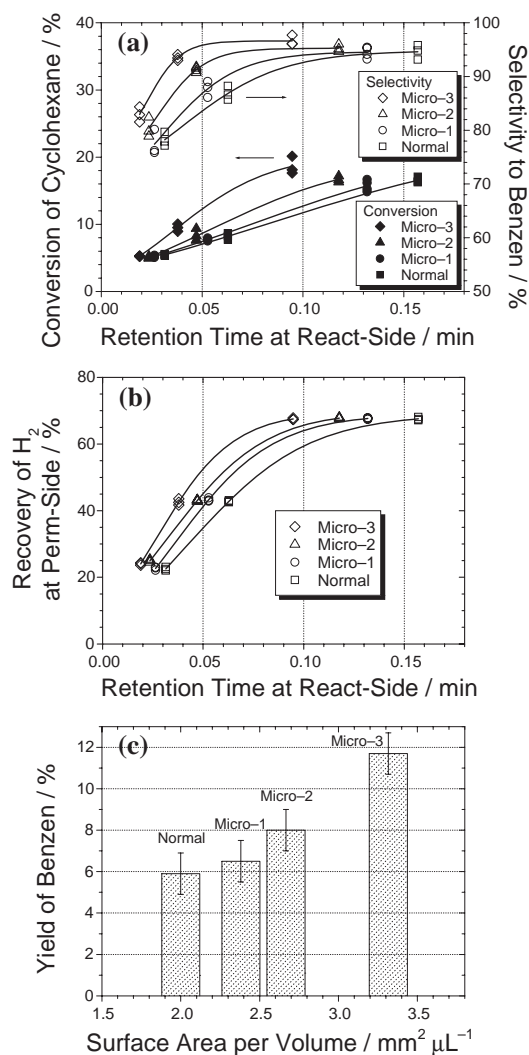 (a)
Conversion of Cyclohexane / %
40
30
20
10
0
100
90
80
70
60
50
Selectivity to Benzen / %
Selectivity
Micro–3
Micro–2
Micro–1
Normal
Conversion
Micro–3
Micro–2
Micro–1
Normal
0.00 0.05 0.10 0.15
Retention Time at React-Side / min
(b)
Recovery of H2
at Perm-Side / %
80
60
40
20
0
Micro–3
Micro–2
Micro–1
Normal
0.00 0.05 0.10 0.15
Retention Time at React-Side / min
(c)
Yield of Benzen / %
12
10
8
6
4
2
0
Normal
Micro–1
Micro–2
Micro–3
2.0 2.5 3.0 3.5
Surface Area per Volume / mm² μL⁻¹